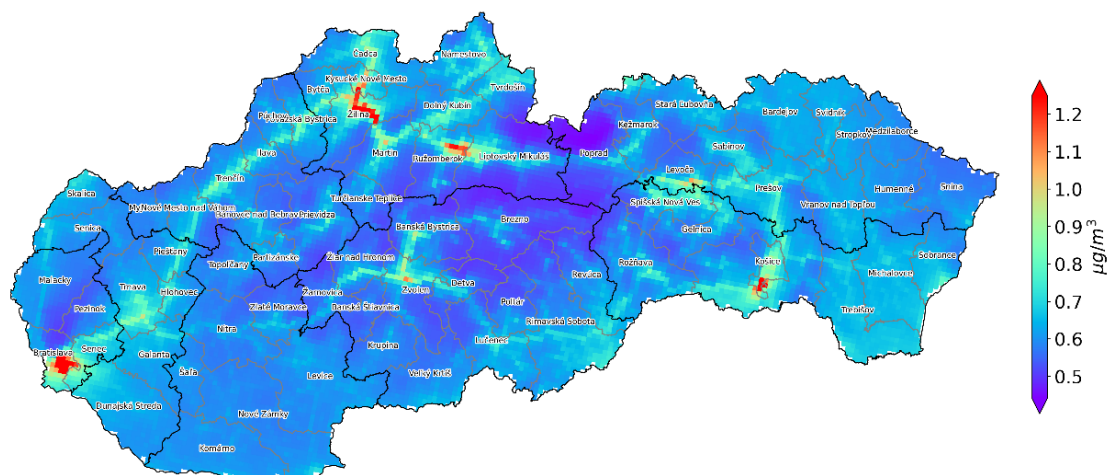 Čadca
Námestovo
Kysucké Nové Mesto
Tvrdošín
Bytča
Dolný Kubín
Stará Ľubovňa
Bardejov
Svidník
Púchov
Považská Bystrica
Žilina
Kežmarok
Stropkov
Medzilaborce
Sabinov
Ilava
Martin
Ružomberok
Liptovský Mikuláš
Poprad
Levoča
Trenčín
Prešov
Humenné
Snina
Skalica
Turčianske Teplice
Spišská Nová Ves
Vranov nad Topľou
Nové Mesto nad Váhom
Bánovce nad Bebravou
Prievidza
Brezno
Senica
Banská Bystrica
Gelnica
Piešťany
Partizánske
Žiar nad Hronom
Sobrance
Topoľčany
Rožňava
Košice
Malacky
Revúca
Michalovce
Trnava
Hlohovec
Žarnovica
Zvolen
Detva
Pezinok
Zlaté Moravce
Banská Štiavnica
Poltár
Trebišov
Nitra
Rimavská Sobota
Bratislava
Senec
Galanta
Krupina
Lučenec
Šaľa
Levice
Veľký Krtíš
Dunajská Streda
Nové Zámky
Komárno
1.2
1.1
1.0
0.9
0.8
0.7
0.6
0.5
μg/m³